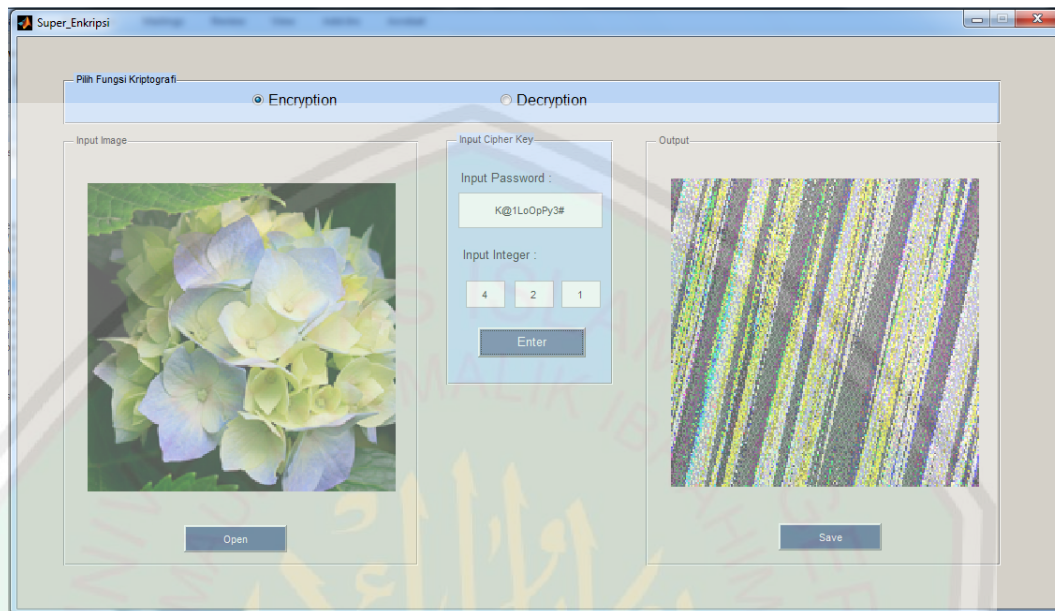 Super_Enkripsi
Pilih Fungsi Kriptografi
Encryption
Decryption
Input Image
Input Cipher Key
Output
Input Password :
K@1LoOpPy3#
Input Integer :
4 2 1
Enter
Open
Save